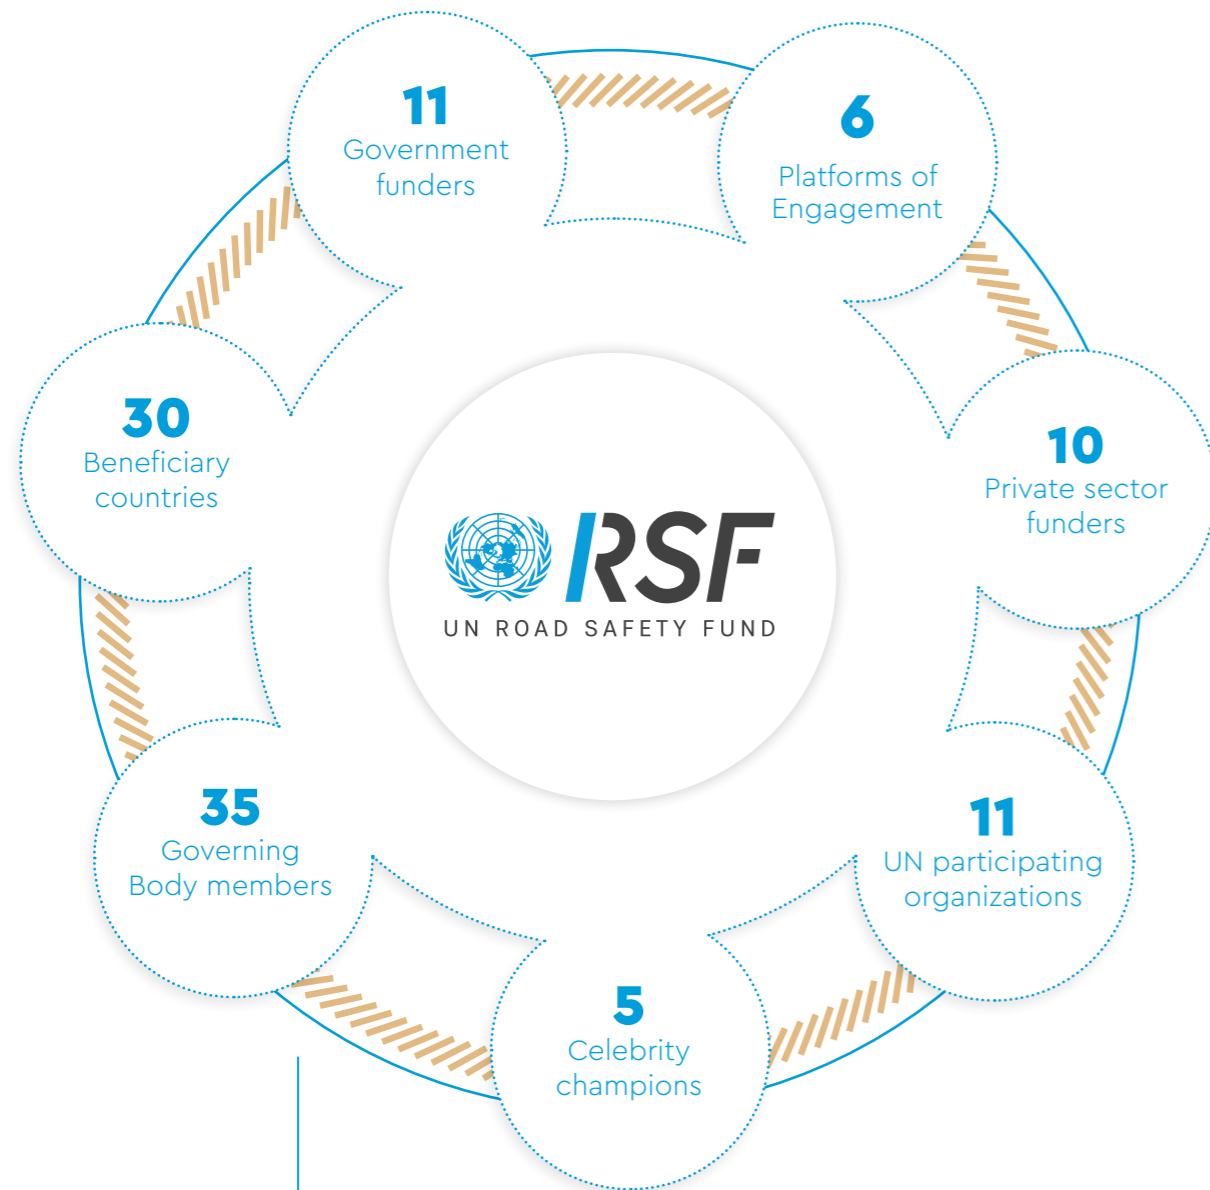 11
Government
funders
6
Platforms of
Engagement
30
Beneficiary
countries
10
Private sector
funders
RSF
UN ROAD SAFETY FUND
35
Governing
Body members
11
UN participating
organizations
5
Celebrity
champions